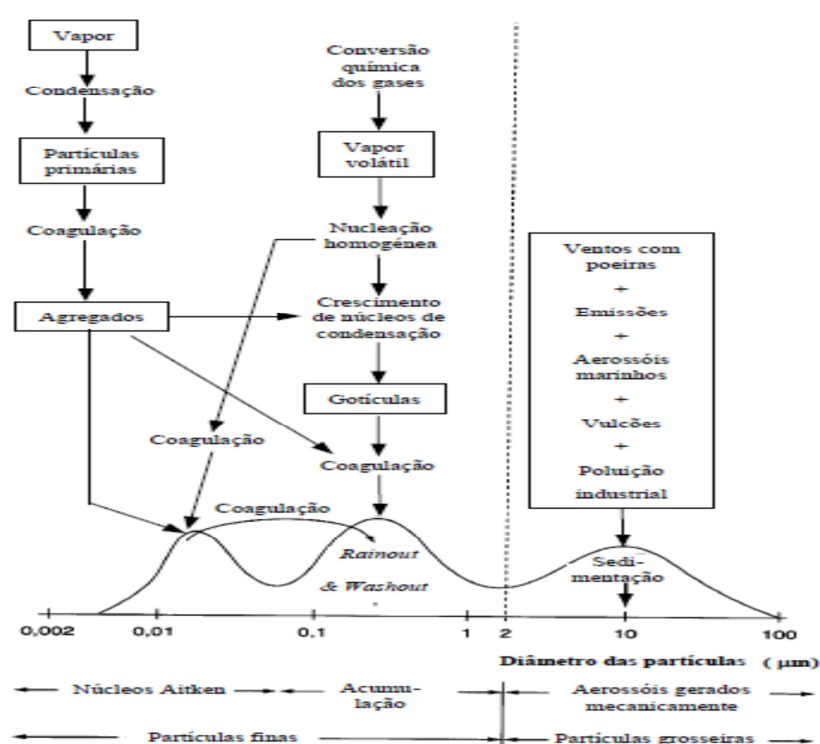 Vapor
Condensação
Partículas
primárias
Coagulação
Agregados
Conversão
química
dos gases
Vapor
volátil
Nucleação
homogénea
Crescimento
de núcleos de
condensação
Gotículas
Coagulação
Coagulação
Coagulação
Rainout
& Washout
Ventos com
poeiras
+
Emissões
+
Aerossóis
marinhos
+
Vulcões
+
Poluição
industrial
Sedi-
mentação
0,002 0,01 0,1 1 2 10 100
Diâmetro das partículas ( µm)
Núcleos Aitken
Acumu-
lação
Aerossóis gerados
mecanicamente
Partículas finas
Partículas grosseiras